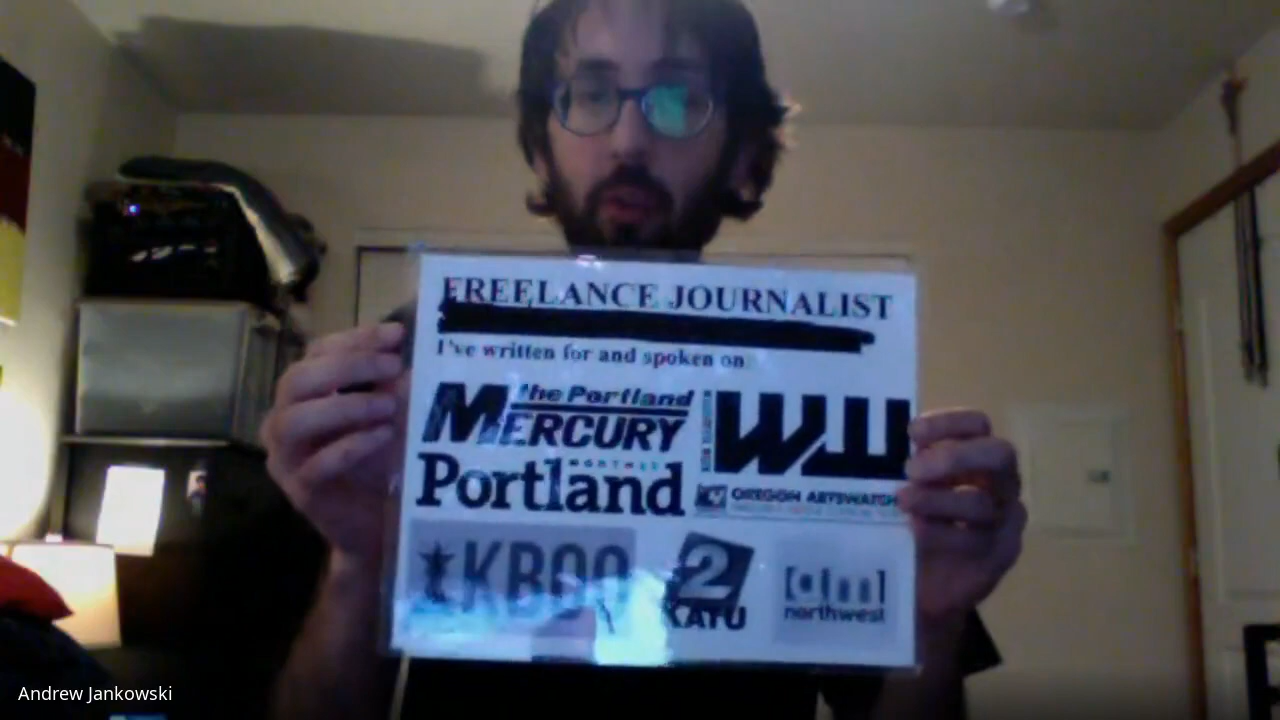 FREELANCE JOURNALIST
I've written for and spoken on
the Portland
MERCURY
WW
MONTHLY
Portland
OREGON ARTSWATCH
KBOO
2
KATU
northwest
Andrew Jankowski